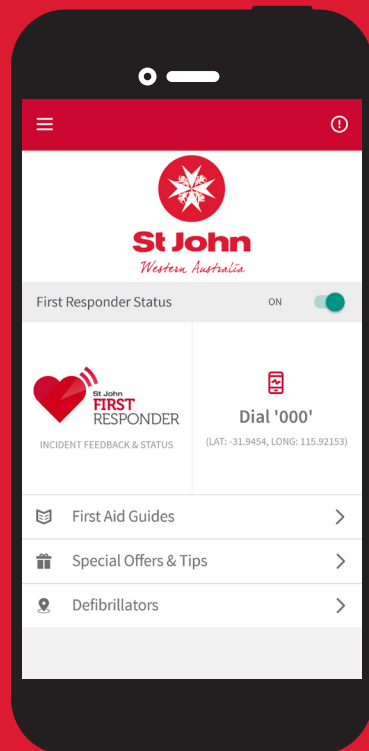 St John
Western Australia
First Responder Status ON
St John
FIRST
RESPONDER
INCIDENT FEEDBACK & STATUS
Dial '000'
(LAT: -31.9454, LONG: 115.92153)
First Aid Guides
Special Offers & Tips
Defibrillators